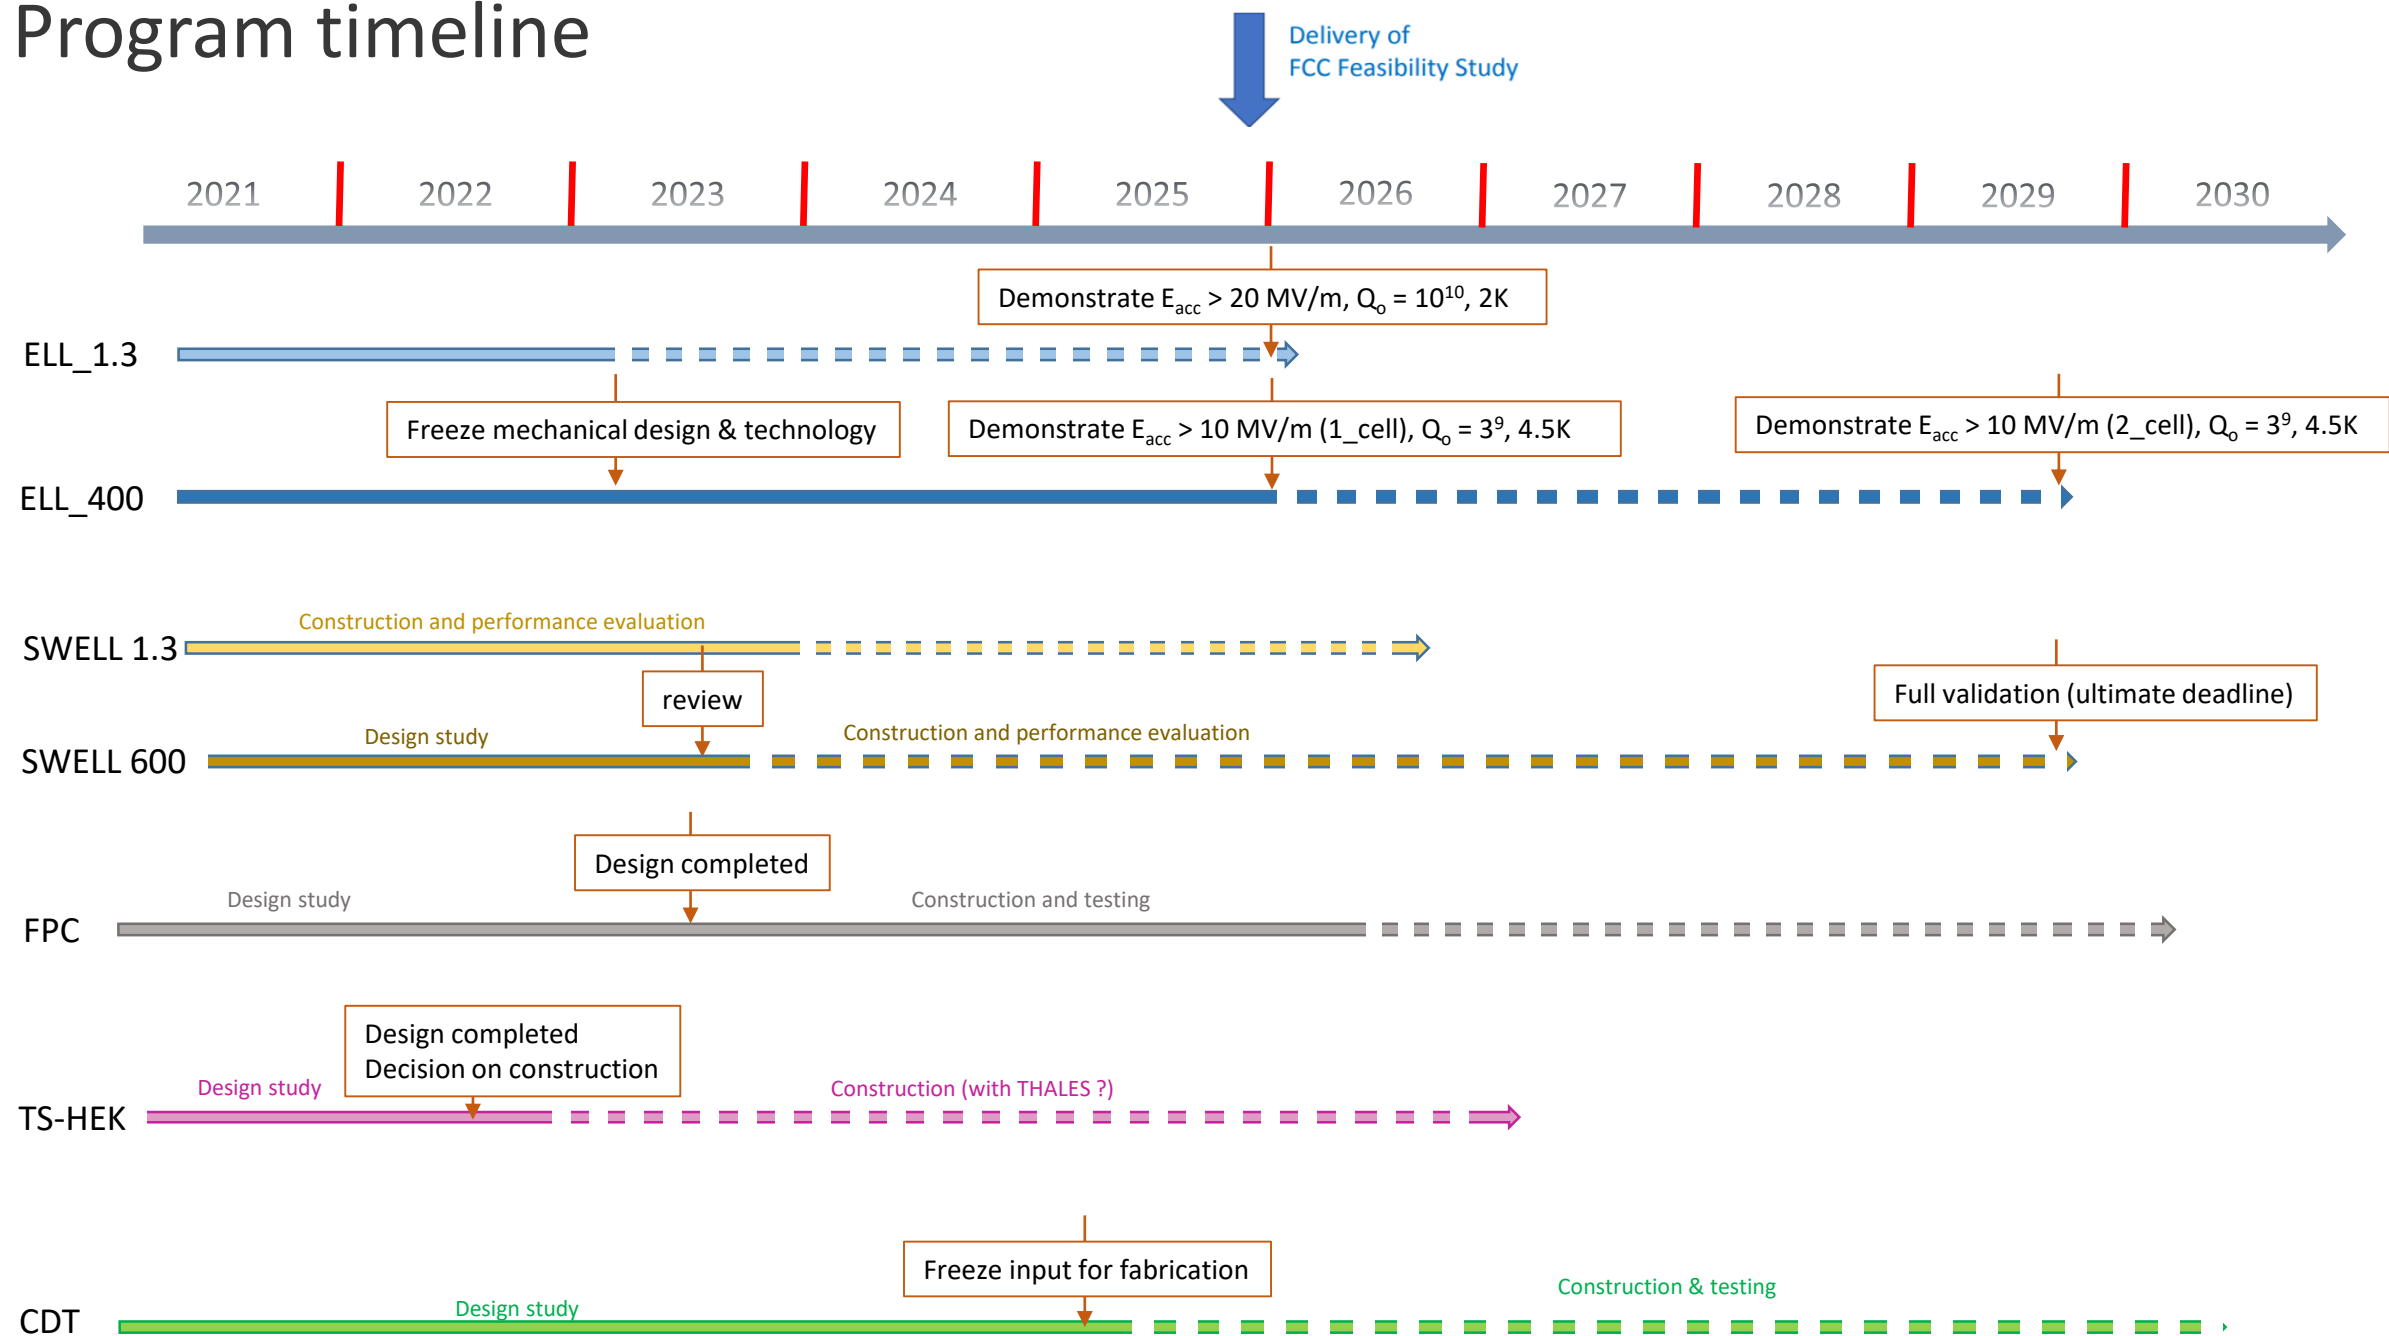 Program timeline
Delivery of
FCC Feasibility Study
2021 2022 2023 2024 2025 2026 2027 2028 2029 2030
Demonstrate Eacc > 20 MV/m, Qo = 10¹⁰, 2K
ELL_1.3
Freeze mechanical design & technology
Demonstrate Eacc > 10 MV/m (1_cell), Qo = 3⁹, 4.5K
Demonstrate Eacc > 10 MV/m (2_cell), Qo = 3⁹, 4.5K
ELL_400
Construction and performance evaluation
SWELL 1.3
review
Full validation (ultimate deadline)
Design study
Construction and performance evaluation
SWELL 600
Design completed
Design study
Construction and testing
FPC
Design completed
Decision on construction
Design study
Construction (with THALES ?)
TS-HEK
Freeze input for fabrication
Construction & testing
Design study
CDT